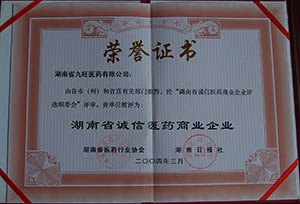 荣誉证书
湖南省九旺医药有限公司：
由各市（州）和省直有关部门推荐，经“湖南省诚信医药商业企业评
选组委会”评审，贵单位被评为：
湖南省诚信医药商业企业
湖南省医药行业协会 湖南日报社
二〇〇四年三月